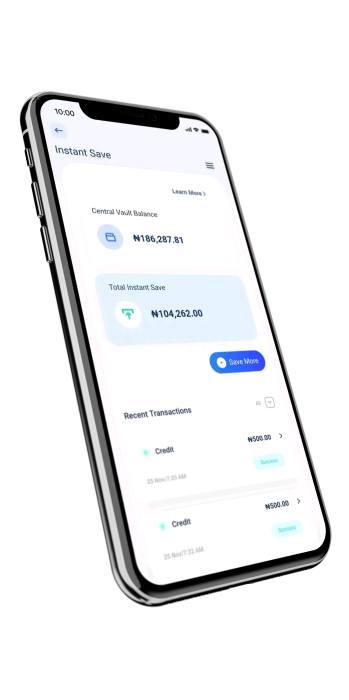 10:00
Instant Save
Learn More >
Central Vault Balance
₦186,287.81
Total Instant Save
₦104,262.00
Save More
Recent Transactions
All
Credit
₦500.00 >
25 Nov/7:35 AM
Success
Credit
₦500.00 >
25 Nov/7:32 AM
Success